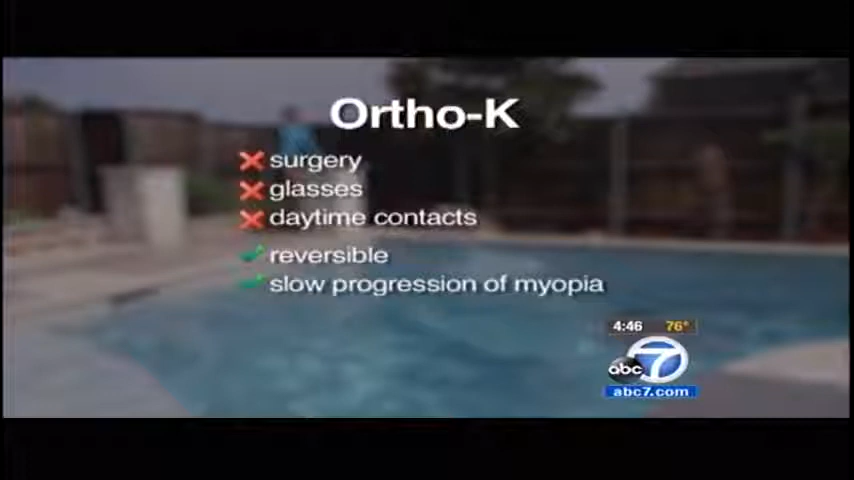 Ortho-K
surgery
glasses
daytime contacts
reversible
slow progression of myopia
4:46 76°
abc 7
abc7.com